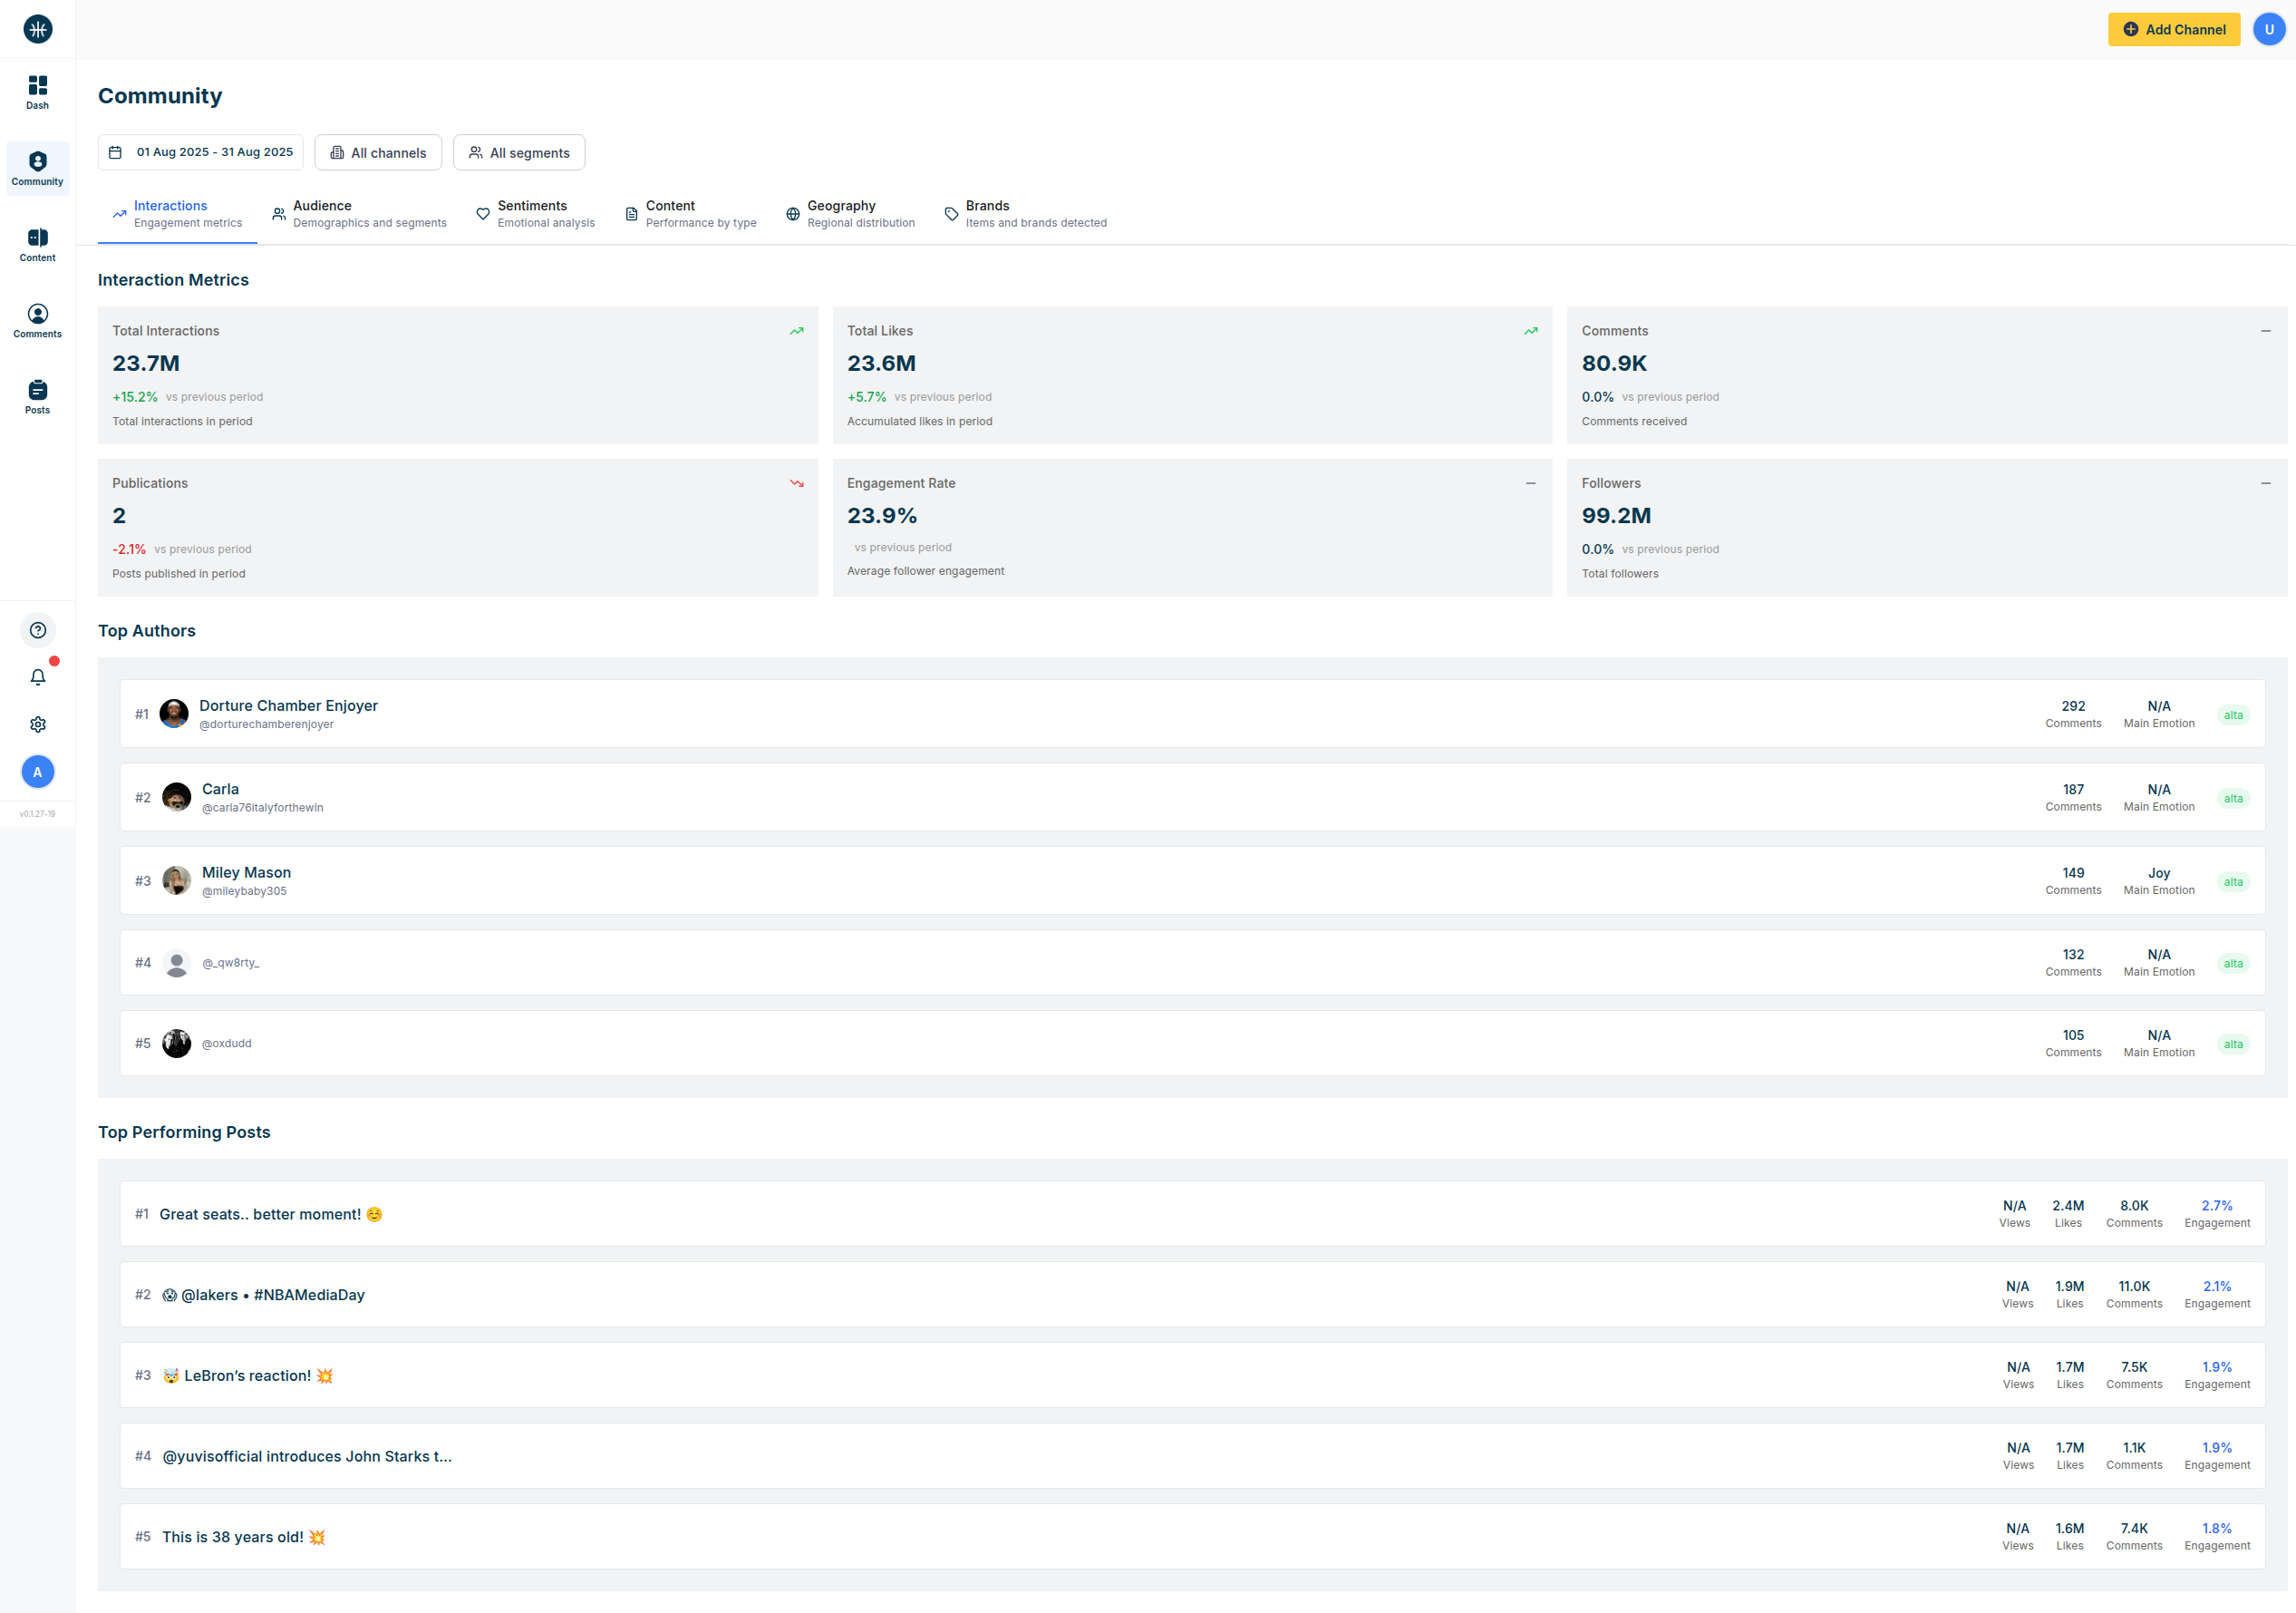 Add Channel
U
Dash
Community
Content
Comments
Posts
A
v0.1.27-19
Community
01 Aug 2025 - 31 Aug 2025
All channels
All segments
Interactions
Engagement metrics
Audience
Demographics and segments
Sentiments
Emotional analysis
Content
Performance by type
Geography
Regional distribution
Brands
Items and brands detected
Interaction Metrics
Total Interactions
23.7M
+15.2% vs previous period
Total interactions in period
Total Likes
23.6M
+5.7% vs previous period
Accumulated likes in period
Comments
80.9K
0.0% vs previous period
Comments received
Publications
2
-2.1% vs previous period
Posts published in period
Engagement Rate
23.9%
vs previous period
Average follower engagement
Followers
99.2M
0.0% vs previous period
Total followers
Top Authors
#1 Dorture Chamber Enjoyer
@dorturechamberenjoyer
292 N/A alta
Comments Main Emotion
#2 Carla
@carla76italyforthewin
187 N/A alta
Comments Main Emotion
#3 Miley Mason
@mileybaby305
149 Joy alta
Comments Main Emotion
#4 @_qw8rty_
132 N/A alta
Comments Main Emotion
#5 @oxdudd
105 N/A alta
Comments Main Emotion
Top Performing Posts
#1 Great seats.. better moment! ☺️
N/A 2.4M 8.0K 2.7%
Views Likes Comments Engagement
#2 😱 @lakers • #NBAMediaDay
N/A 1.9M 11.0K 2.1%
Views Likes Comments Engagement
#3 🤯 LeBron’s reaction! 💥
N/A 1.7M 7.5K 1.9%
Views Likes Comments Engagement
#4 @yuvisofficial introduces John Starks t...
N/A 1.7M 1.1K 1.9%
Views Likes Comments Engagement
#5 This is 38 years old! 💥
N/A 1.6M 7.4K 1.8%
Views Likes Comments Engagement